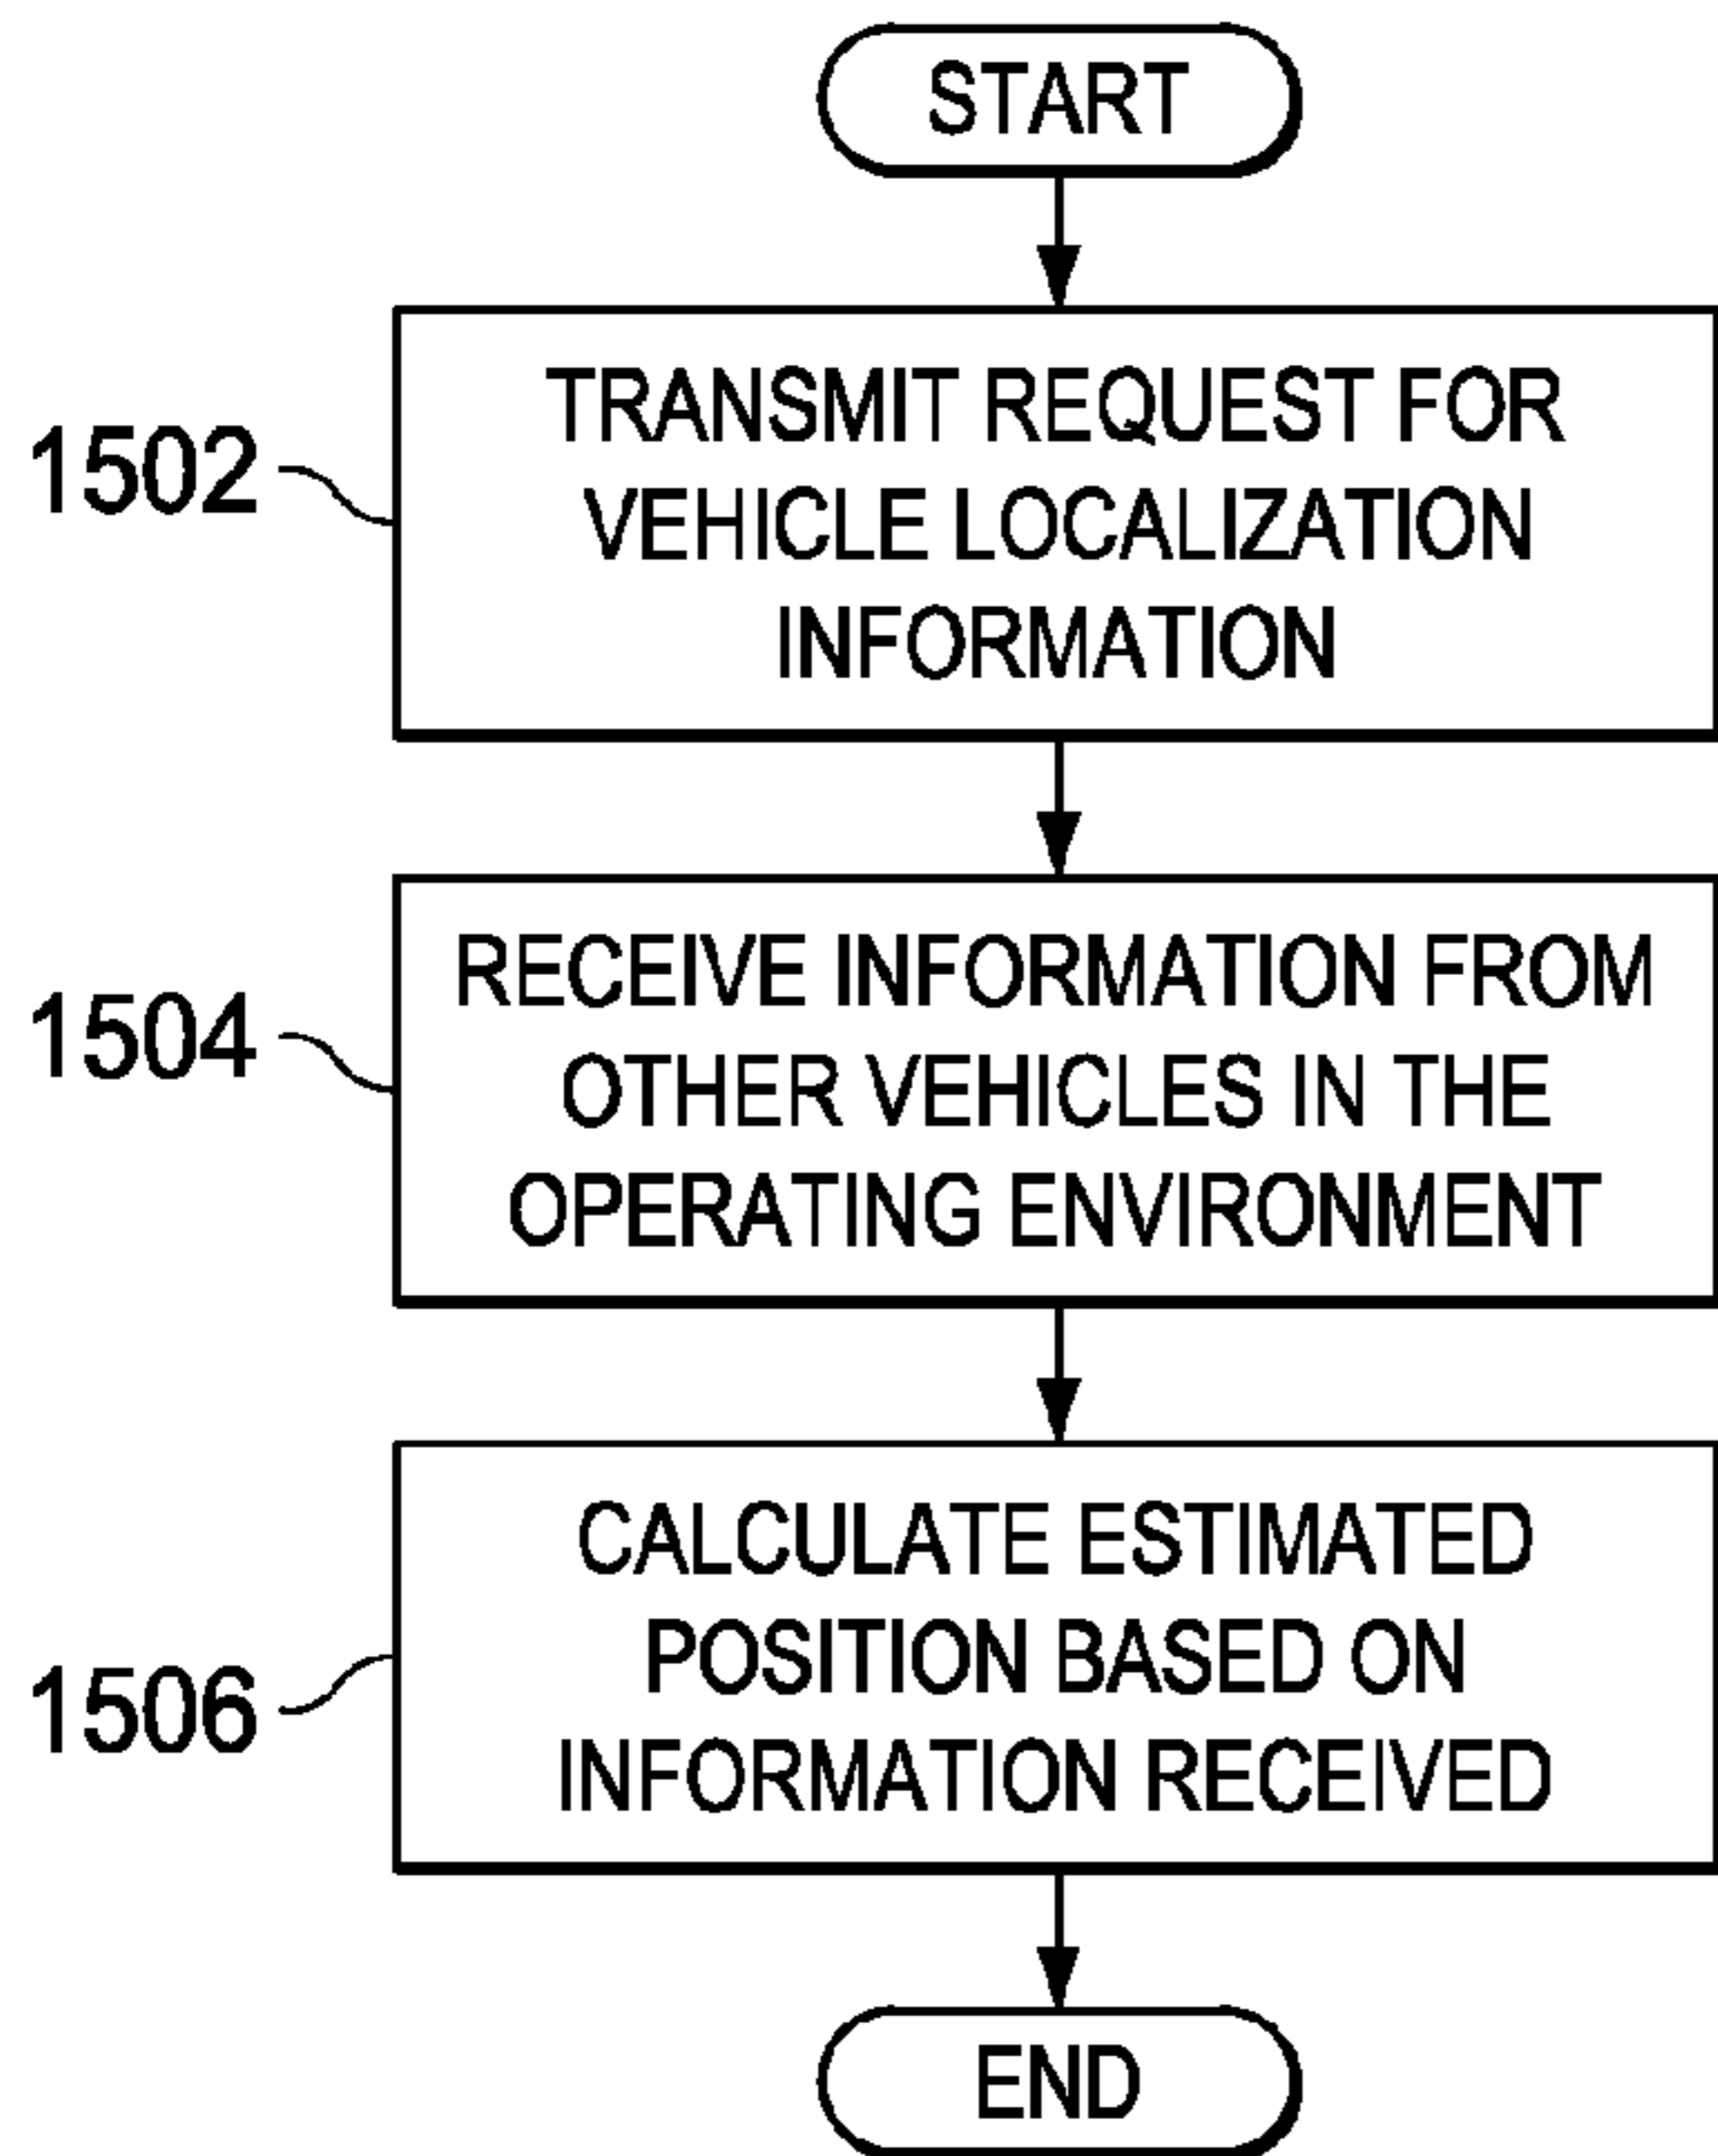 START
1502
TRANSMIT REQUEST FOR
VEHICLE LOCALIZATION
INFORMATION
1504
RECEIVE INFORMATION FROM
OTHER VEHICLES IN THE
OPERATING ENVIRONMENT
1506
CALCULATE ESTIMATED
POSITION BASED ON
INFORMATION RECEIVED
END